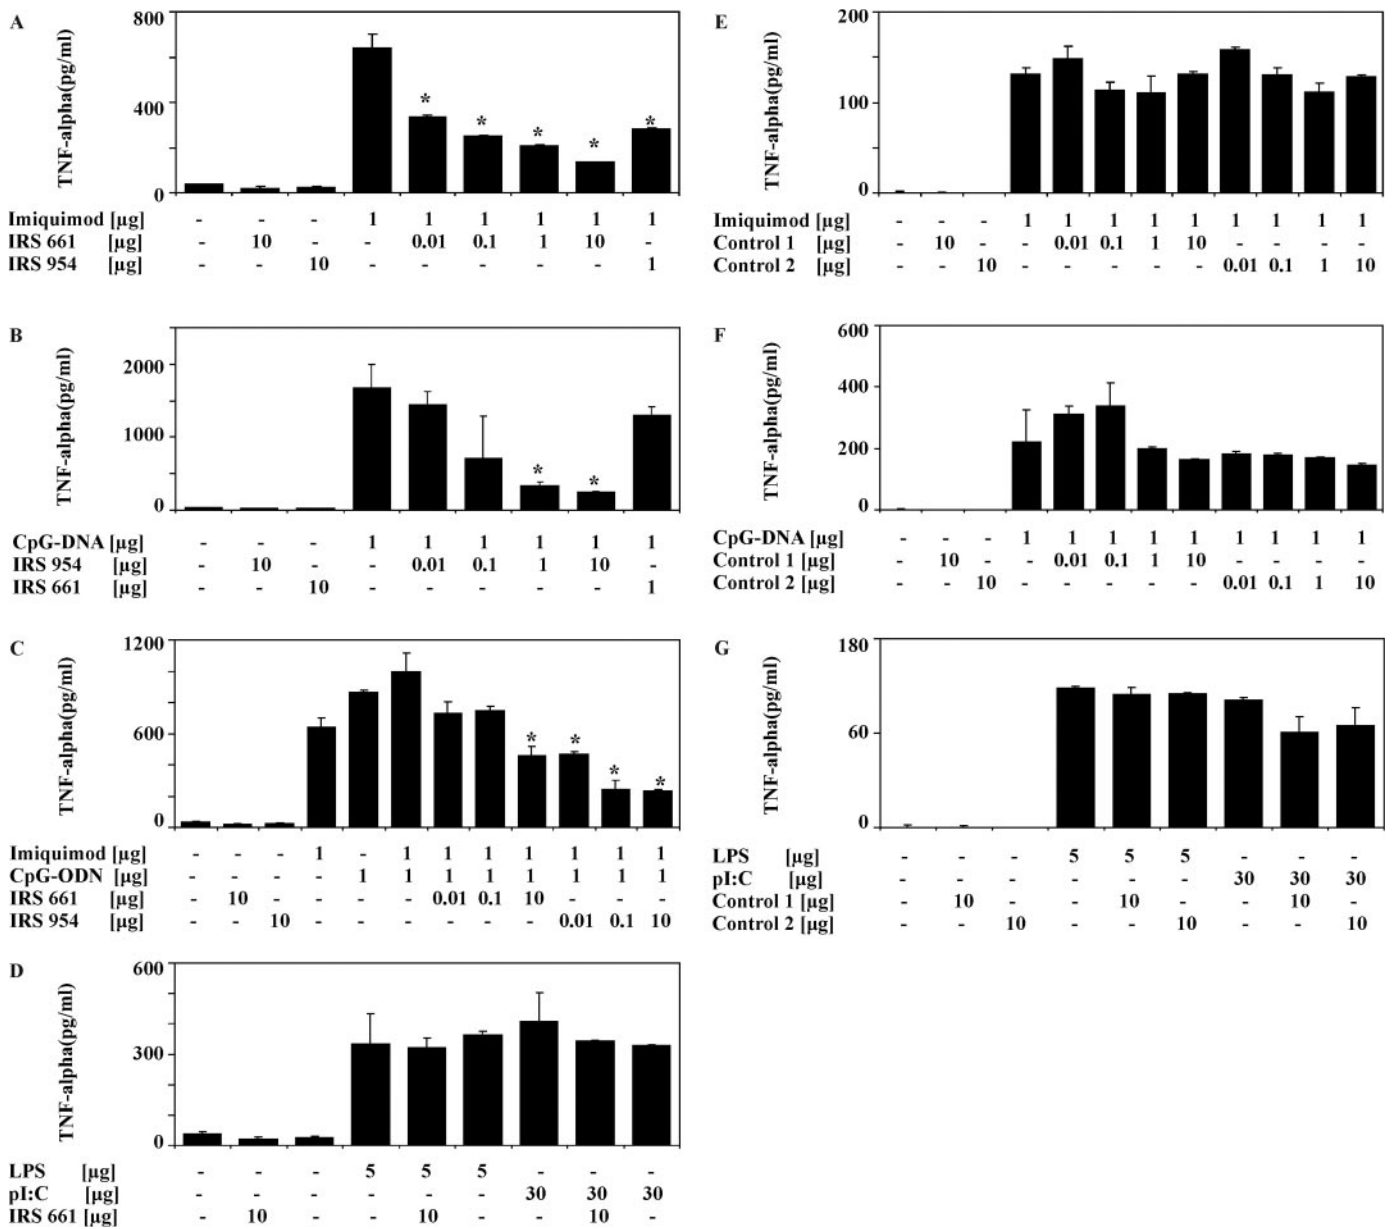 A
TNF-alpha(pg/ml)
800
400
0
* * * * *
Imiquimod [µg] - - - 1 1 1 1 1 1
IRS 661 [µg] - 10 - - 0.01 0.1 1 10 -
IRS 954 [µg] - - 10 - - - - - 1
B
TNF-alpha(pg/ml)
2000
1000
0
* *
CpG-DNA [µg] - - - 1 1 1 1 1 1
IRS 954 [µg] - 10 - - 0.01 0.1 1 10 -
IRS 661 [µg] - - 10 - - - - - 1
C
TNF-alpha(pg/ml)
1200
600
0
* * * *
Imiquimod [µg] - - - 1 - 1 1 1 1 1 1 1
CpG-ODN [µg] - - - - 1 1 1 1 1 1 1 1
IRS 661 [µg] - 10 - - - - 0.01 0.1 10 - - -
IRS 954 [µg] - - 10 - - - - - - 0.01 0.1 10
D
TNF-alpha(pg/ml)
600
300
0
LPS [µg] - - - 5 5 5 - - -
pI:C [µg] - - - - - - 30 30 30
IRS 661 [µg] - 10 - - 10 - - 10 -
E
TNF-alpha(pg/ml)
200
100
0
Imiquimod [µg] - - - 1 1 1 1 1 1 1 1 1
Control 1 [µg] - 10 - - 0.01 0.1 1 10 - - - -
Control 2 [µg] - - 10 - - - - - 0.01 0.1 1 10
F
TNF-alpha(pg/ml)
600
400
200
0
CpG-DNA [µg] - - - 1 1 1 1 1 1 1 1 1
Control 1 [µg] - 10 - - 0.01 0.1 1 10 - - - -
Control 2 [µg] - - 10 - - - - - 0.01 0.1 1 10
G
TNF-alpha(pg/ml)
180
60
0
LPS [µg] - - - 5 5 5 - - -
pI:C [µg] - - - - - - 30 30 30
Control 1 [µg] - 10 - - 10 - - 10 -
Control 2 [µg] - - 10 - - 10 - - 10